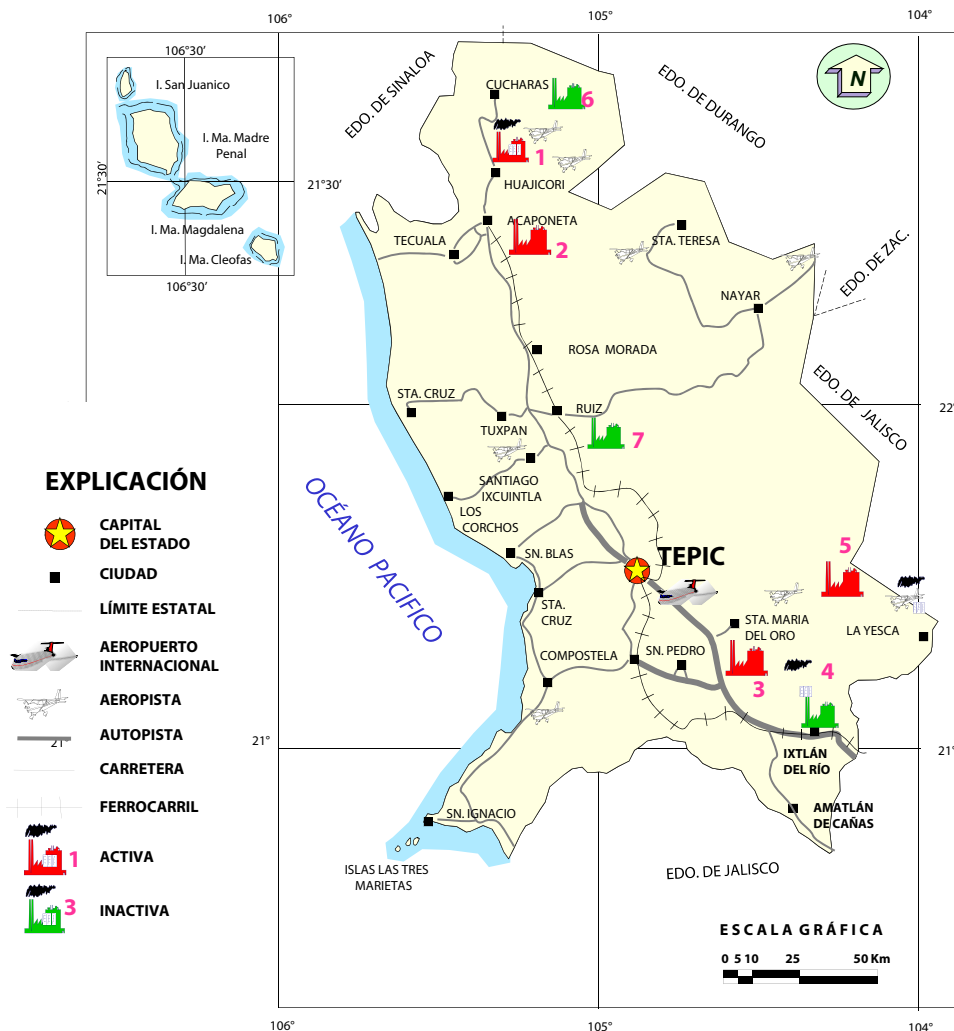 106°
105°
104°
106°30′
I. San Juanico
I. Ma. Madre
Penal
21°30′
I. Ma. Magdalena
I. Ma. Cleofas
106°30′
21°30′
EDO. DE SINALOA
EDO. DE DURANGO
N
CUCHARAS
6
1
HUAJICORI
ACAPONETA
2
TECUALA
STA. TERESA
EDO. DE ZAC.
NAYAR
ROSA MORADA
EDO. DE JALISCO
STA. CRUZ
RUIZ
22°
TUXPAN
7
SANTIAGO
IXCUINTLA
LOS
CORCHOS
OCÉANO PACIFICO
SN. BLAS
TEPIC
5
STA.
CRUZ
STA. MARIA
DEL ORO
LA YESCA
COMPOSTELA
SN. PEDRO
3
4
21°
21°
IXTLÁN
DEL RÍO
AMATLÁN
DE CAÑAS
SN. IGNACIO
ISLAS LAS TRES
MARIETAS
EDO. DE JALISCO
EXPLICACIÓN
CAPITAL
DEL ESTADO
CIUDAD
LÍMITE ESTATAL
AEROPUERTO
INTERNACIONAL
AEROPISTA
AUTOPISTA
21°
CARRETERA
FERROCARRIL
1 ACTIVA
3 INACTIVA
ESCALA GRÁFICA
0 5 10 25 50 Km
106°
105°
104°